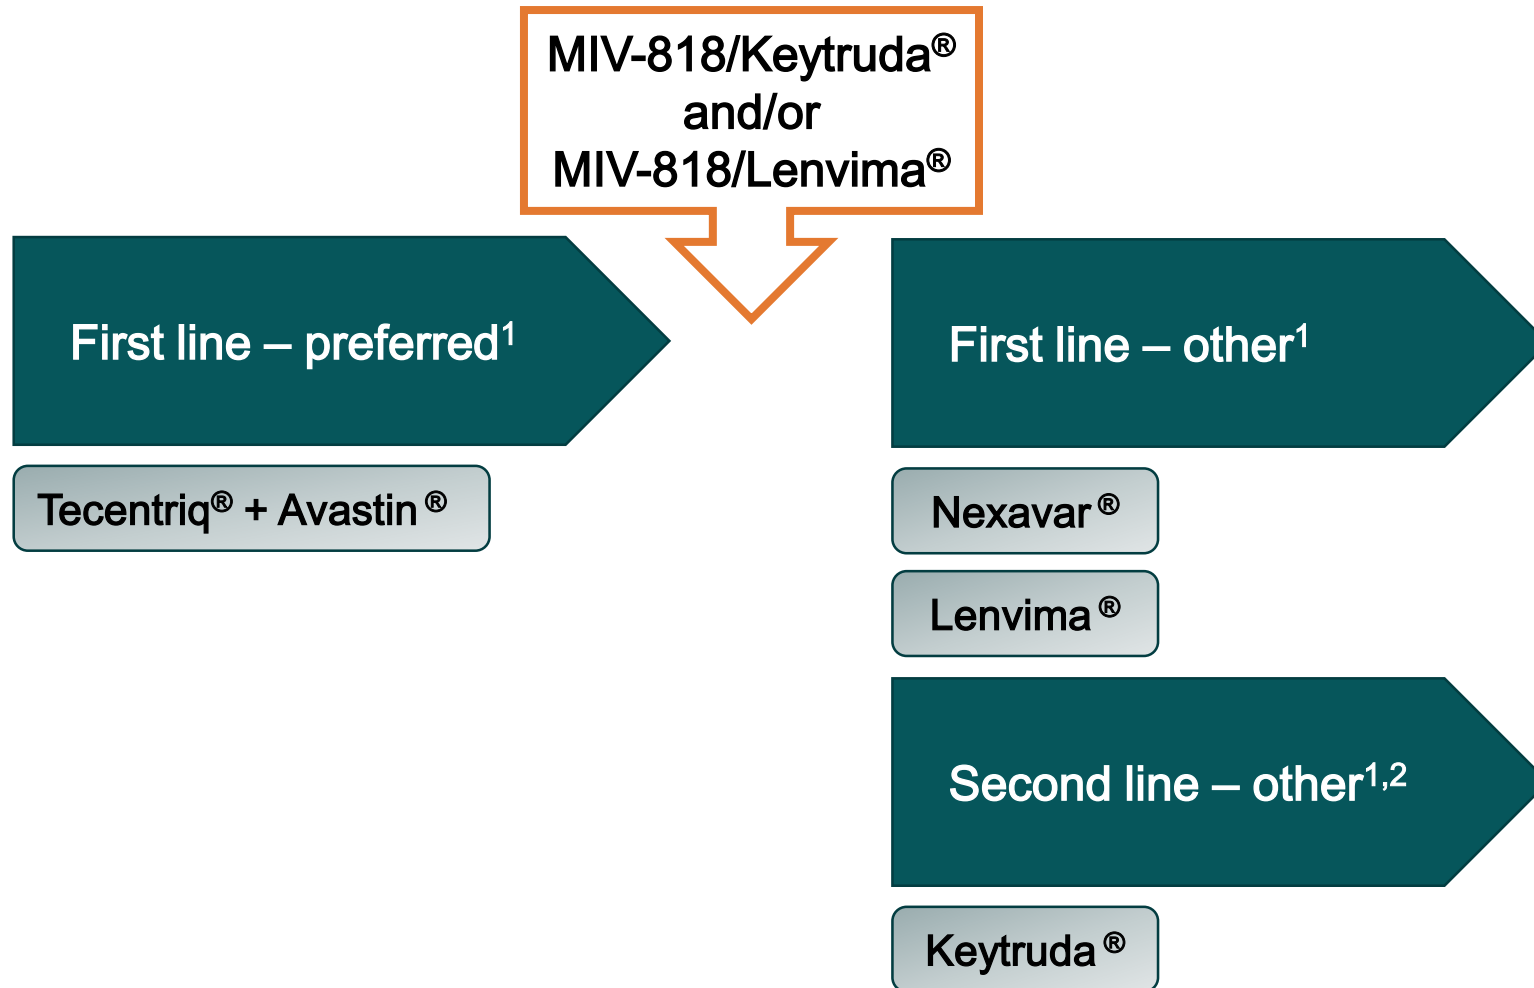 MIV-818/Keytruda®
and/or
MIV-818/Lenvima®
First line – preferred1
Tecentriq® + Avastin ®
First line – other1
Nexavar ®
Lenvima ®
Second line – other1,2
Keytruda ®